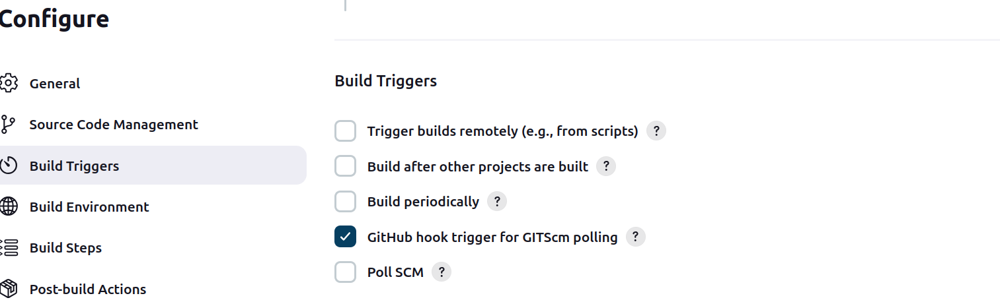 Configure
General
Source Code Management
Build Triggers
Build Environment
Build Steps
Post-build Actions
Build Triggers
Trigger builds remotely (e.g., from scripts) ?
Build after other projects are built ?
Build periodically ?
GitHub hook trigger for GITScm polling ?
Poll SCM ?